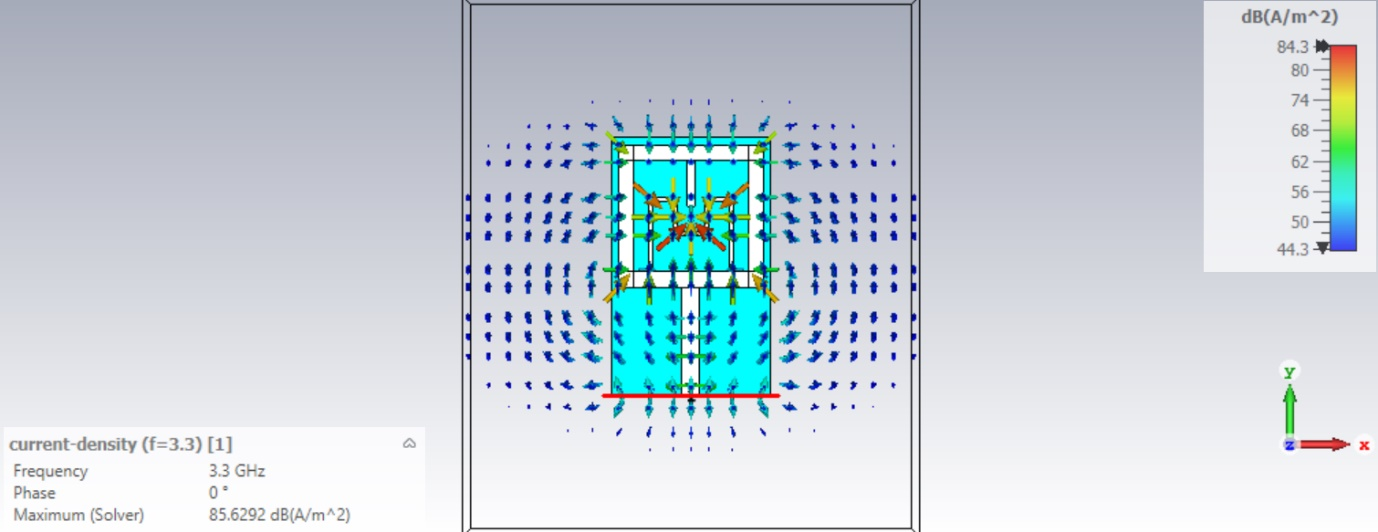 dB(A/m^2)
84.3
80
74
68
62
56
50
44.3
current-density (f=3.3) [1]
Frequency 3.3 GHz
Phase 0 °
Maximum (Solver) 85.6292 dB(A/m^2)
y
z x